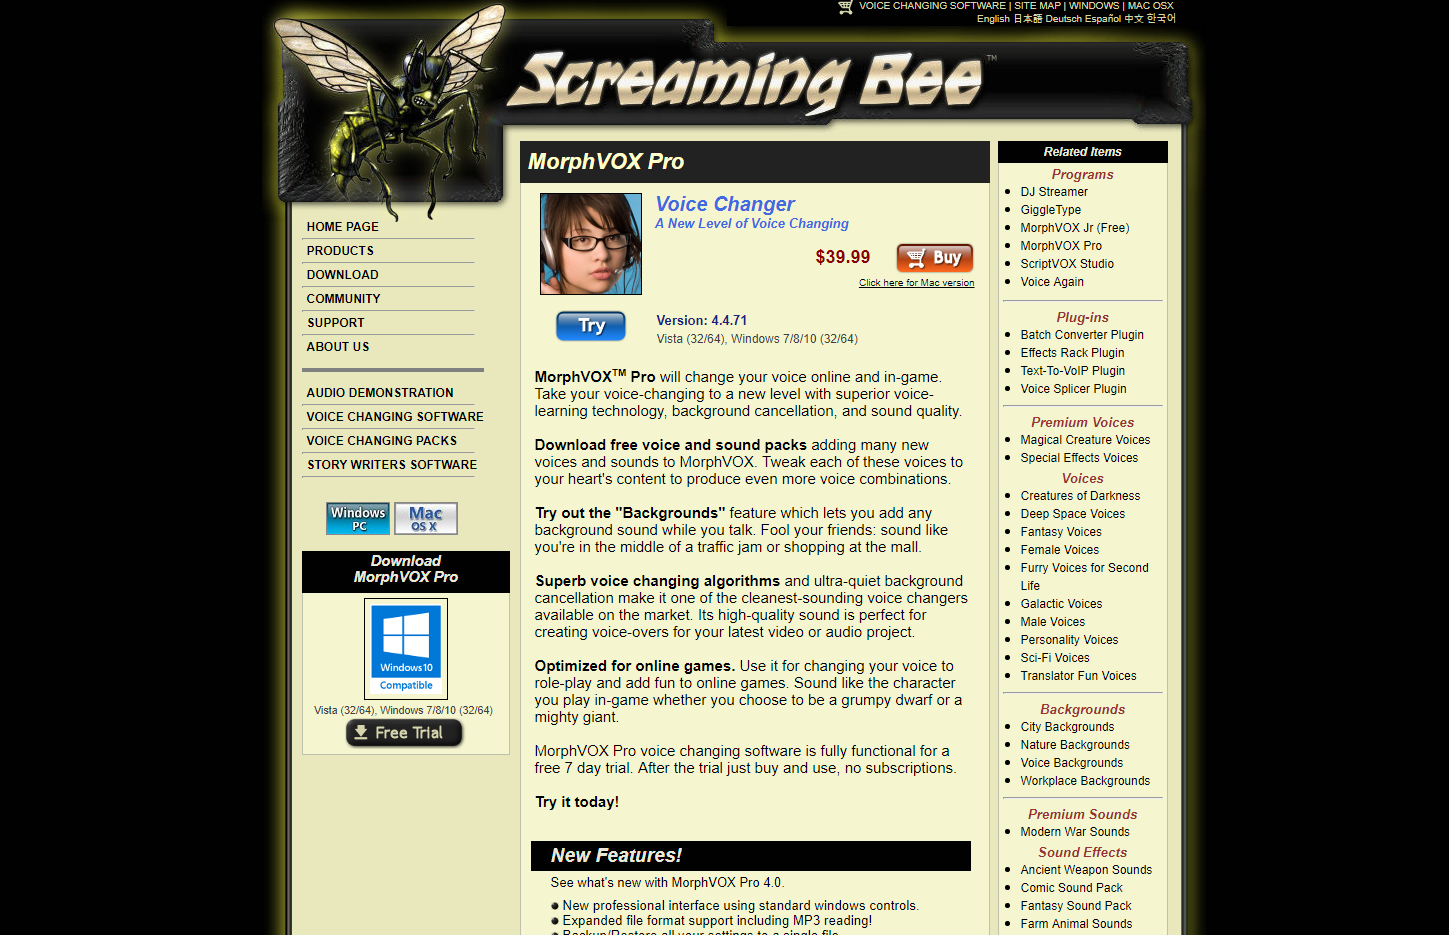 VOICE CHANGING SOFTWARE | SITE MAP | WINDOWS | MAC OSX
English 日本語 Deutsch Español 中文 한국어
Screaming Bee™
HOME PAGE
PRODUCTS
DOWNLOAD
COMMUNITY
SUPPORT
ABOUT US
AUDIO DEMONSTRATION
VOICE CHANGING SOFTWARE
VOICE CHANGING PACKS
STORY WRITERS SOFTWARE
Windows PC
Mac OS X
Download
MorphVOX Pro
Windows10
Compatible
Vista (32/64), Windows 7/8/10 (32/64)
Free Trial
MorphVOX Pro
Voice Changer
A New Level of Voice Changing
$39.99
Buy
Click here for Mac version
Try
Version: 4.4.71
Vista (32/64), Windows 7/8/10 (32/64)
MorphVOX™ Pro will change your voice online and in-game.
Take your voice-changing to a new level with superior voice-
learning technology, background cancellation, and sound quality.
Download free voice and sound packs adding many new
voices and sounds to MorphVOX. Tweak each of these voices to
your heart's content to produce even more voice combinations.
Try out the "Backgrounds" feature which lets you add any
background sound while you talk. Fool your friends: sound like
you're in the middle of a traffic jam or shopping at the mall.
Superb voice changing algorithms and ultra-quiet background
cancellation make it one of the cleanest-sounding voice changers
available on the market. Its high-quality sound is perfect for
creating voice-overs for your latest video or audio project.
Optimized for online games. Use it for changing your voice to
role-play and add fun to online games. Sound like the character
you play in-game whether you choose to be a grumpy dwarf or a
mighty giant.
MorphVOX Pro voice changing software is fully functional for a
free 7 day trial. After the trial just buy and use, no subscriptions.
Try it today!
New Features!
See what's new with MorphVOX Pro 4.0.
New professional interface using standard windows controls.
Expanded file format support including MP3 reading!
Backup/Restore all your settings to a single file
Related Items
Programs
DJ Streamer
GiggleType
MorphVOX Jr (Free)
MorphVOX Pro
ScriptVOX Studio
Voice Again
Plug-ins
Batch Converter Plugin
Effects Rack Plugin
Text-To-VoIP Plugin
Voice Splicer Plugin
Premium Voices
Magical Creature Voices
Special Effects Voices
Voices
Creatures of Darkness
Deep Space Voices
Fantasy Voices
Female Voices
Furry Voices for Second
Life
Galactic Voices
Male Voices
Personality Voices
Sci-Fi Voices
Translator Fun Voices
Backgrounds
City Backgrounds
Nature Backgrounds
Voice Backgrounds
Workplace Backgrounds
Premium Sounds
Modern War Sounds
Sound Effects
Ancient Weapon Sounds
Comic Sound Pack
Fantasy Sound Pack
Farm Animal Sounds